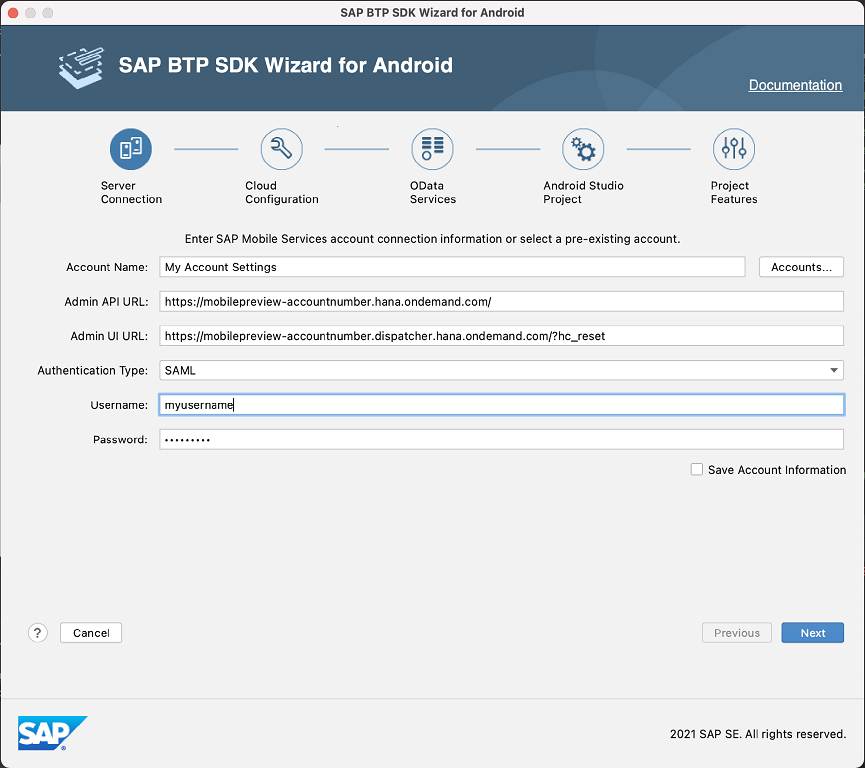 SAP BTP SDK Wizard for Android
SAP BTP SDK Wizard for Android
Documentation
Server
Connection
Cloud
Configuration
OData
Services
Android Studio
Project
Project
Features
Enter SAP Mobile Services account connection information or select a pre-existing account.
Account Name: My Account Settings Accounts...
Admin API URL: https://mobilepreview-accountnumber.hana.ondemand.com/
Admin UI URL: https://mobilepreview-accountnumber.dispatcher.hana.ondemand.com/?hc_reset
Authentication Type: SAML
Username: myusername
Password: •••••••••
Save Account Information
? Cancel Previous Next
SAP® 2021 SAP SE. All rights reserved.